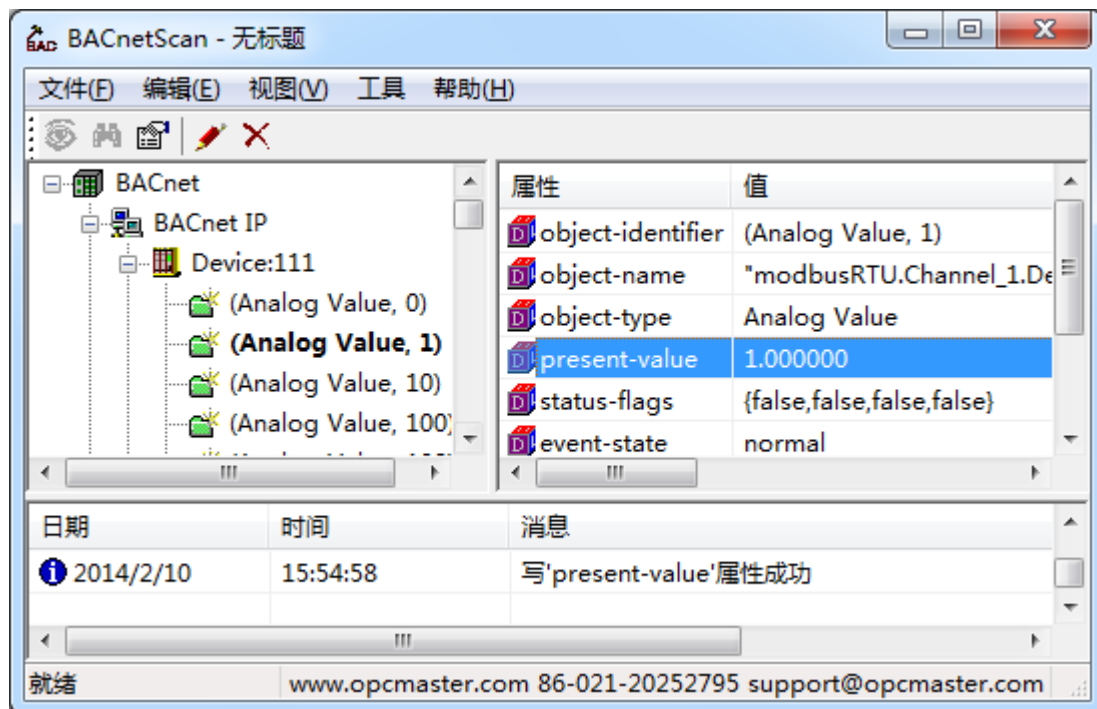 BACnetScan - 无标题
文件(F) 编辑(E) 视图(V) 工具 帮助(H)
BACnet
BACnet IP
Device:111
(Analog Value, 0)
(Analog Value, 1)
(Analog Value, 10)
(Analog Value, 100)
属性 值
object-identifier (Analog Value, 1)
object-name "modbusRTU.Channel_1.De
object-type Analog Value
present-value 1.000000
status-flags {false,false,false,false}
event-state normal
日期 时间 消息
2014/2/10 15:54:58 写'present-value'属性成功
就绪 www.opcmaster.com 86-021-20252795 support@opcmaster.com